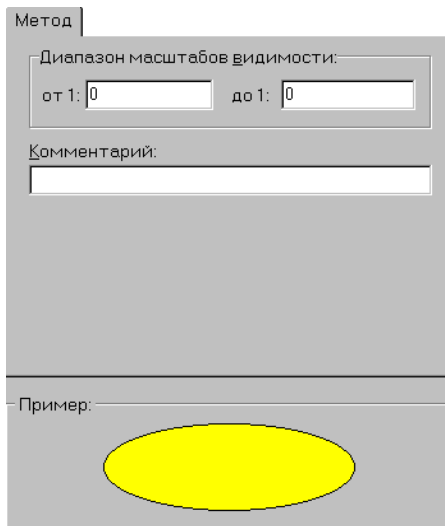 Метод
Диапазон масштабов видимости:
от 1: 0 до 1: 0
Комментарий:
Пример: